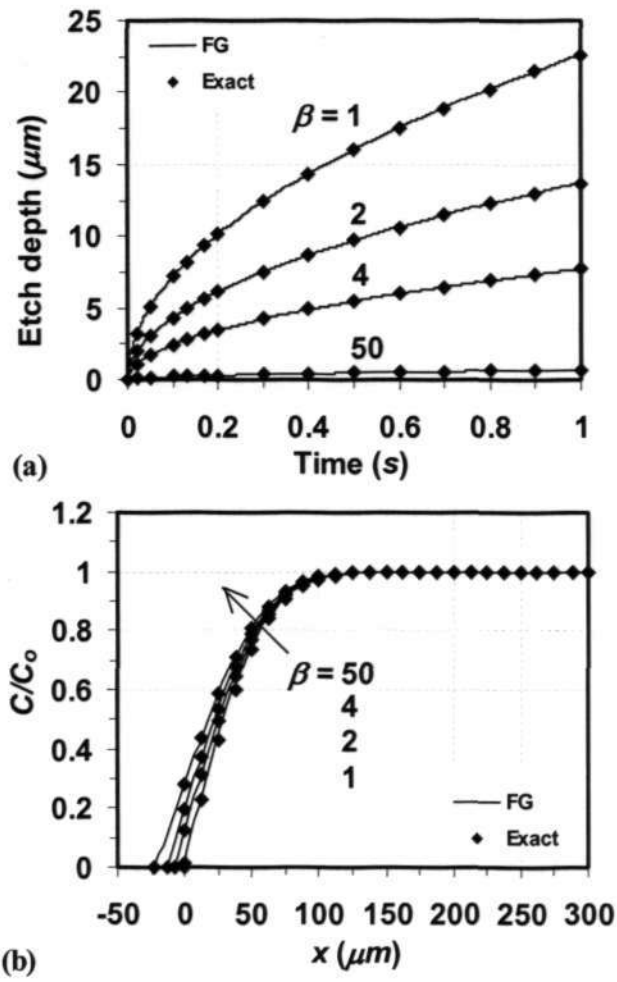 25
20
15
10
5
0
Etch depth (μm)
FG
Exact
β = 1
2
4
50
0
0.2
0.4
0.6
0.8
1
Time (s)
(a)
1.2
1
0.8
0.6
0.4
0.2
0
C/Co
β = 50
4
2
1
FG
Exact
-50
0
50
100
150
200
250
300
x (μm)
(b)